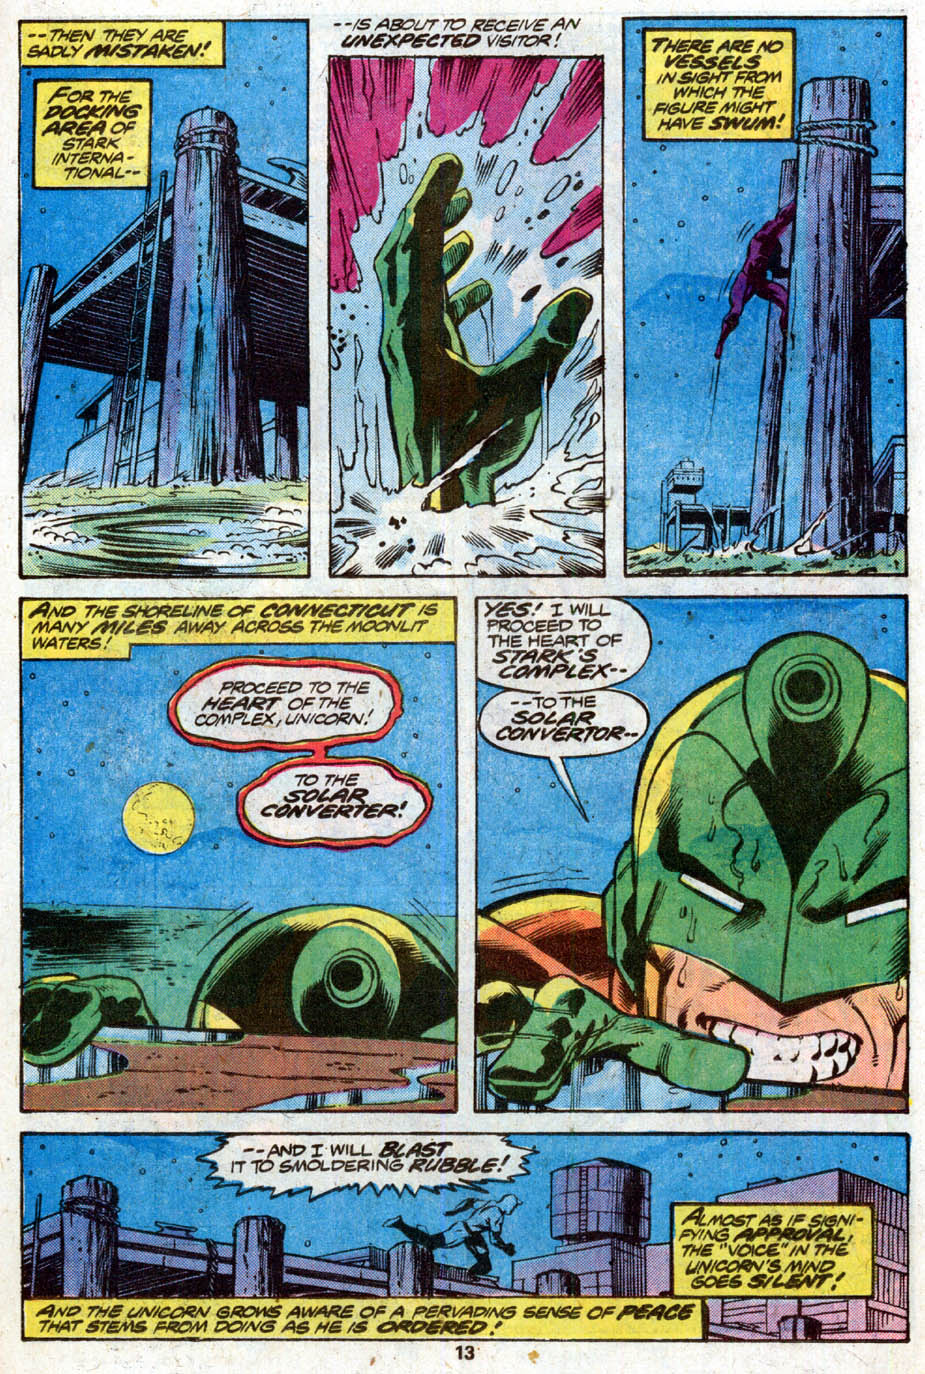 --THEN THEY ARE
SADLY MISTAKEN!
FOR THE
DOCKING
AREA OF
STARK
INTERNA-
TIONAL--
--IS ABOUT TO RECEIVE AN
UNEXPECTED VISITOR!
THERE ARE NO
VESSELS
IN SIGHT FROM
WHICH THE
FIGURE MIGHT
HAVE SWUM!
AND THE SHORELINE OF CONNECTICUT IS
MANY MILES AWAY ACROSS THE MOONLIT
WATERS!
PROCEED TO THE
HEART OF THE
COMPLEX, UNICORN!
TO THE
SOLAR
CONVERTER!
YES! I WILL
PROCEED TO
THE HEART OF
STARK'S
COMPLEX--
--TO THE
SOLAR
CONVERTOR--
--AND I WILL BLAST
IT TO SMOLDERING RUBBLE!
ALMOST AS IF SIGNI-
FYING APPROVAL,
THE "VOICE" IN THE
UNICORN'S MIND
GOES SILENT!
AND THE UNICORN GROWS AWARE OF A PERVADING SENSE OF PEACE
THAT STEMS FROM DOING AS HE IS ORDERED!
13